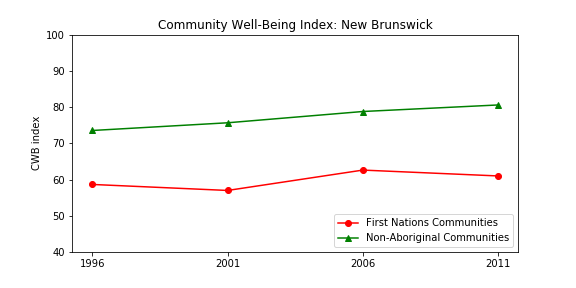 Community Well-Being Index: New Brunswick
100
90
80
70
60
50
40
CWB index
1996
2001
2006
2011
First Nations Communities
Non-Aboriginal Communities